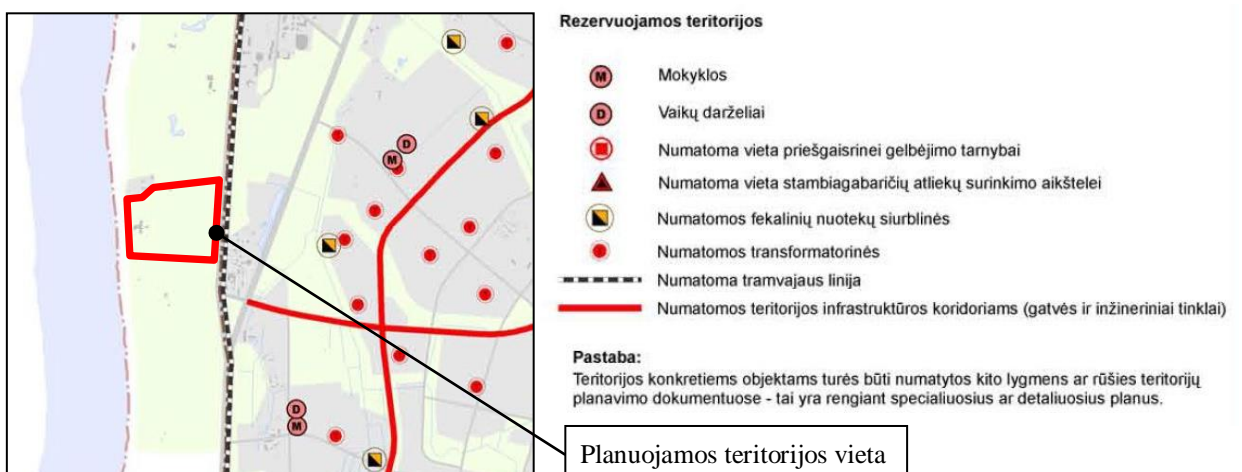 Rezervuojamos teritorijos
M Mokyklos
D Vaikų darželiai
Numatoma vieta priešgaisrinei gelbėjimo tarnybai
Numatoma vieta stambiagabaričių atliekų surinkimo aikštelei
Numatomos fekalinių nuotekų siurblinės
Numatomos transformatorinės
Numatoma tramvajaus linija
Numatomos teritorijos infrastruktūros koridoriams (gatvės ir inžineriniai tinklai)
Pastaba:
Teritorijos konkretiems objektams turės būti numatytos kito lygmens ar rūšies teritorijų
planavimo dokumentuose - tai yra rengiant specialiuosius ar detaliuosius planus.
D
M
D
M
Planuojamos teritorijos vieta